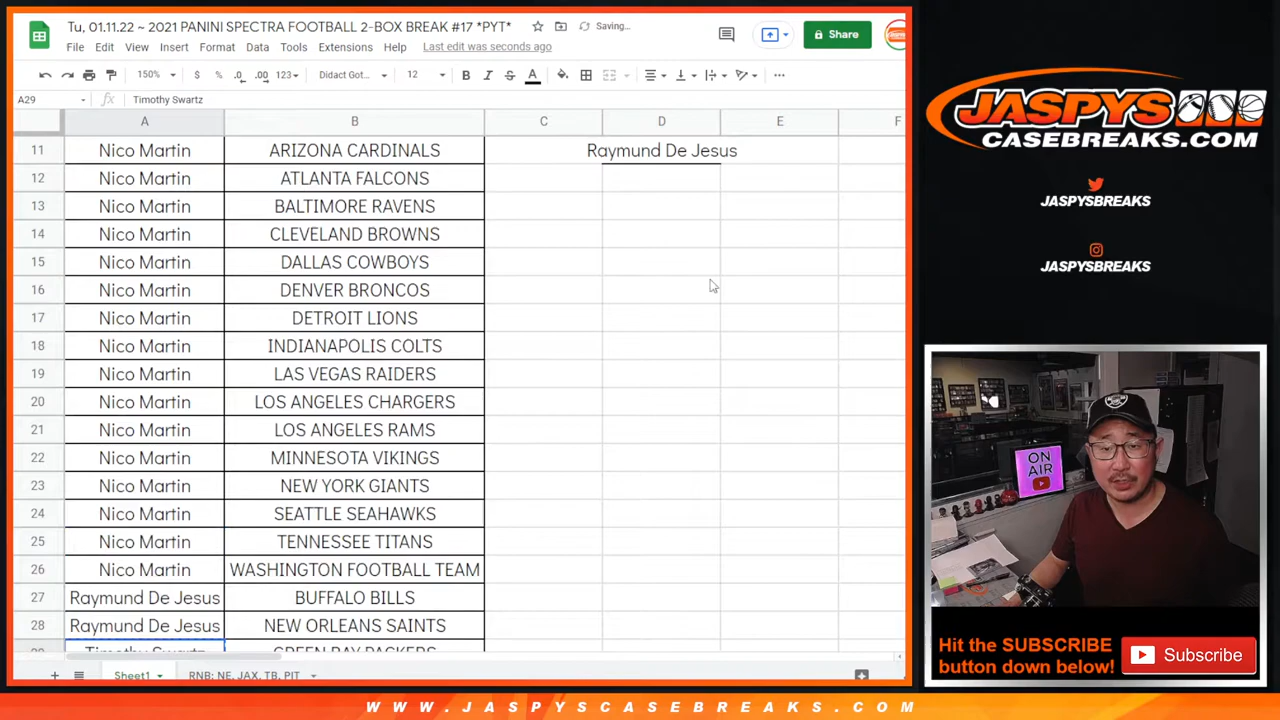 Tu, 01.11.22 ~ 2021 PANINI SPECTRA FOOTBALL 2-BOX BREAK #17 *PYT*
Saving...
File Edit View Insert Format Data Tools Extensions Help Last edit was seconds ago
Share
150% $ % .0 .00 123 Didact Got... 12 B I S A
A29 fx Timothy Swartz
A B C D E F
11 Nico Martin ARIZONA CARDINALS Raymund De Jesus
12 Nico Martin ATLANTA FALCONS
13 Nico Martin BALTIMORE RAVENS
14 Nico Martin CLEVELAND BROWNS
15 Nico Martin DALLAS COWBOYS
16 Nico Martin DENVER BRONCOS
17 Nico Martin DETROIT LIONS
18 Nico Martin INDIANAPOLIS COLTS
19 Nico Martin LAS VEGAS RAIDERS
20 Nico Martin LOS ANGELES CHARGERS
21 Nico Martin LOS ANGELES RAMS
22 Nico Martin MINNESOTA VIKINGS
23 Nico Martin NEW YORK GIANTS
24 Nico Martin SEATTLE SEAHAWKS
25 Nico Martin TENNESSEE TITANS
26 Nico Martin WASHINGTON FOOTBALL TEAM
27 Raymund De Jesus BUFFALO BILLS
28 Raymund De Jesus NEW ORLEANS SAINTS
29 Timothy Swartz GREEN BAY PACKERS
Sheet1 RNB: NE, JAX, TB, PIT
JASPYS
CASEBREAKS.COM
JASPYSBREAKS
JASPYSBREAKS
ON
AIR
Hit the SUBSCRIBE
button down below!
Subscribe
WWW.JASPYSCASEBREAKS.COM